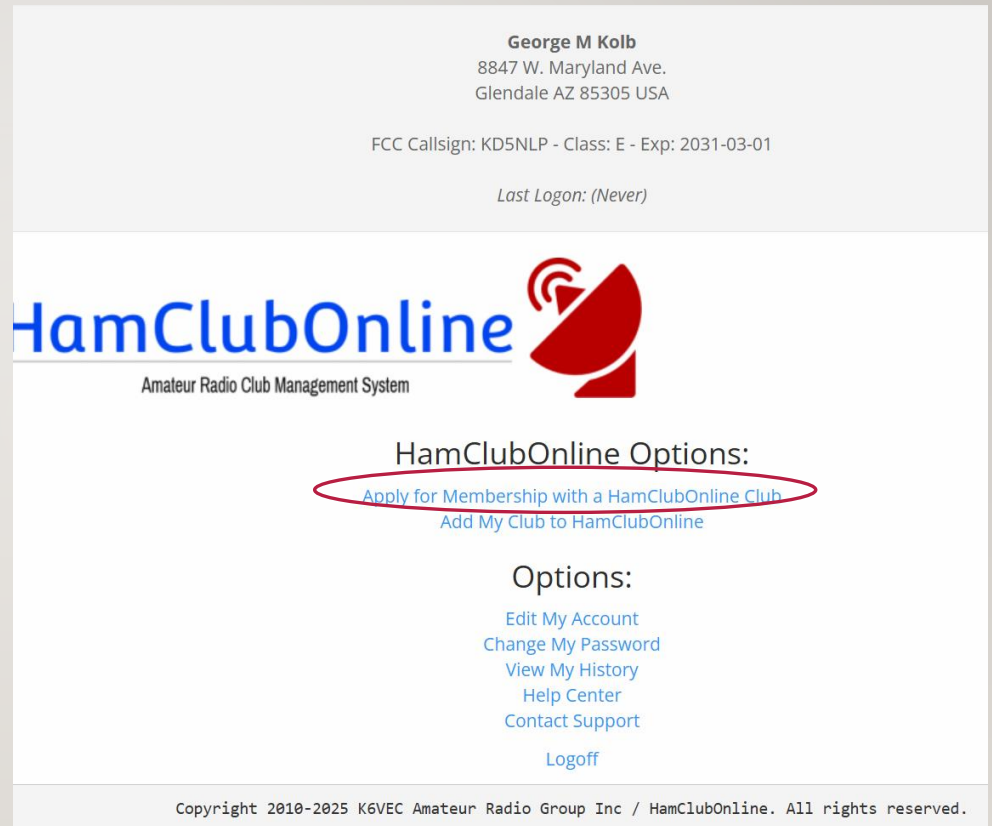 George M Kolb
8847 W. Maryland Ave.
Glendale AZ 85305 USA
FCC Callsign: KD5NLP - Class: E - Exp: 2031-03-01
Last Logon: (Never)
HamClubOnline
Amateur Radio Club Management System
HamClubOnline Options:
Apply for Membership with a HamClubOnline Club
Add My Club to HamClubOnline
Options:
Edit My Account
Change My Password
View My History
Help Center
Contact Support
Logoff
Copyright 2010-2025 K6VEC Amateur Radio Group Inc / HamClubOnline. All rights reserved.